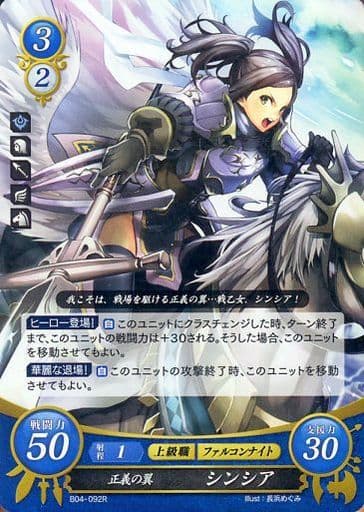 3
2
我こそは、戦場を駆ける正義の翼…戦乙女、シンシア！
ヒーロー登場！ 自 このユニットにクラスチェンジした時、ターン終了
まで、このユニットの戦闘力は＋30される。そうした場合、このユニット
を移動させてもよい。
華麗な退場！ 自 このユニットの攻撃終了時、このユニットを移動
させてもよい。
戦闘力
50
射程 1
上級職
ファルコンナイト
支援力
30
正義の翼 シンシア
B04-092R
Illust：長浜めぐみ